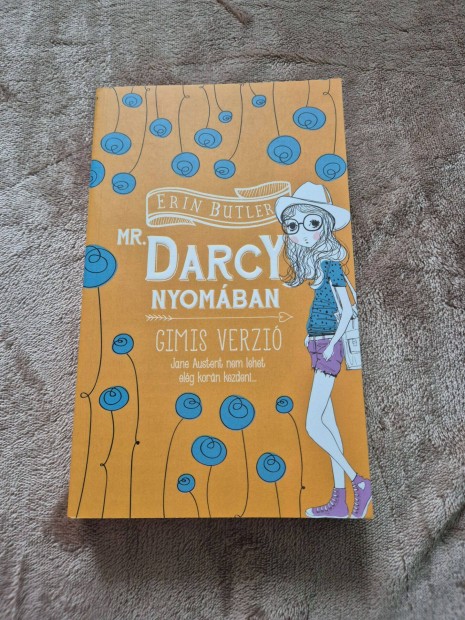 ERIN BUTLER
MR. DARCY
NYOMÁBAN
GIMIS VERZIÓ
Jane Austent nem lehet
elég korán kezdeni...